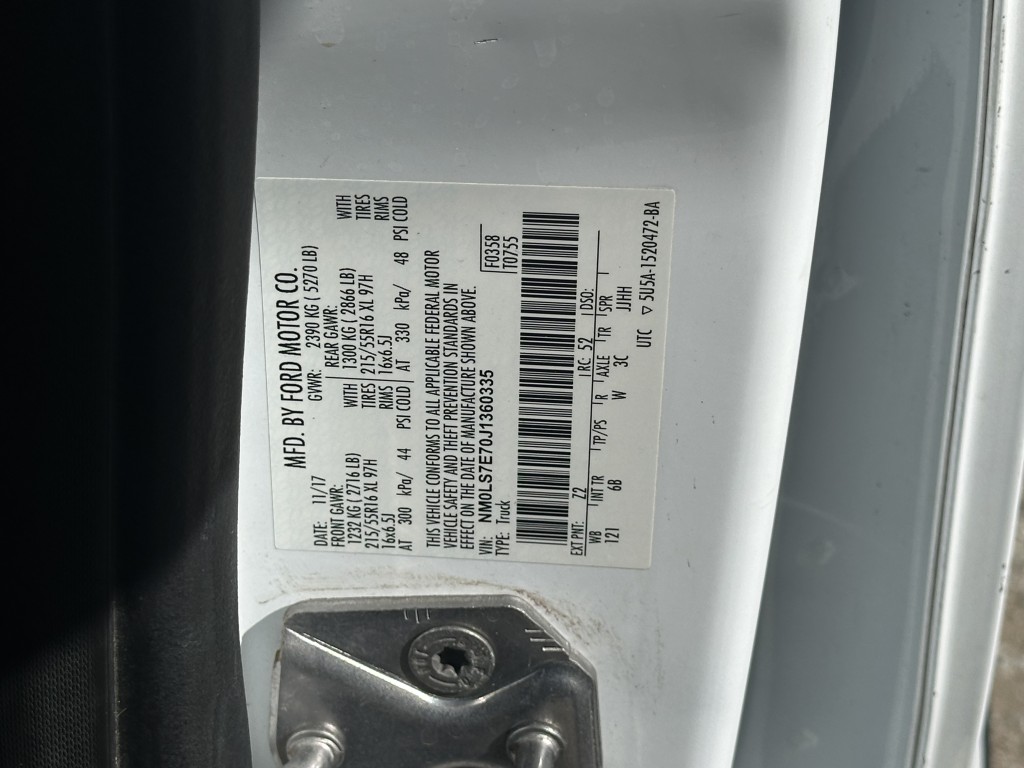 MFD. BY FORD MOTOR CO.
DATE: 11/17 GVWR: 2390 KG ( 5270 LB)
FRONT GAWR: REAR GAWR:
1232 KG ( 2716 LB) WITH 1300 KG ( 2866 LB) WITH
215/55R16 XL 97H TIRES 215/55R16 XL 97H TIRES
16x6.5J RIMS 16x6.5J RIMS
AT 300 kPa/ 44 PSI COLD AT 330 kPa/ 48 PSI COLD
THIS VEHICLE CONFORMS TO ALL APPLICABLE FEDERAL MOTOR
VEHICLE SAFETY AND THEFT PREVENTION STANDARDS IN
EFFECT ON THE DATE OF MANUFACTURE SHOWN ABOVE.
VIN: NM0LS7E70J1360335 F0358
TYPE: Truck T0755
EXT PNT: Z2 RC: 52 DSO:
WB INT TR TP/PS R AXLE TR SPR
121 6B W 3C JJHH
UTC ▽ 5U5A-1520472-BA